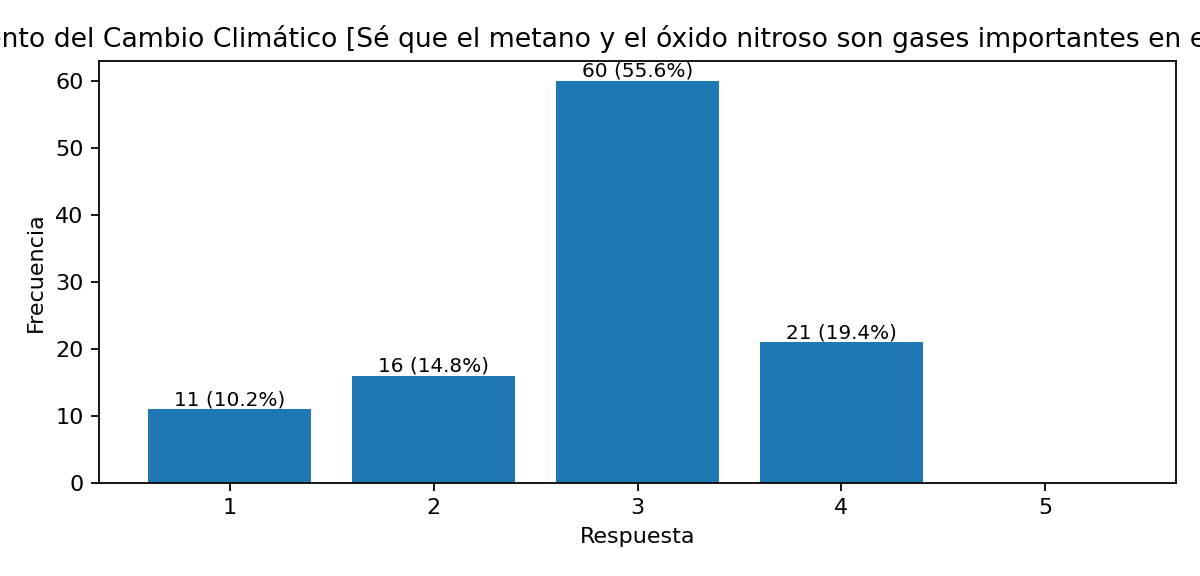 nto del Cambio Climático [Sé que el metano y el óxido nitroso son gases importantes en e
60 (55.6%)
60
50
40
30
20
10
0
Frecuencia
21 (19.4%)
16 (14.8%)
11 (10.2%)
1 2 3 4 5
Respuesta